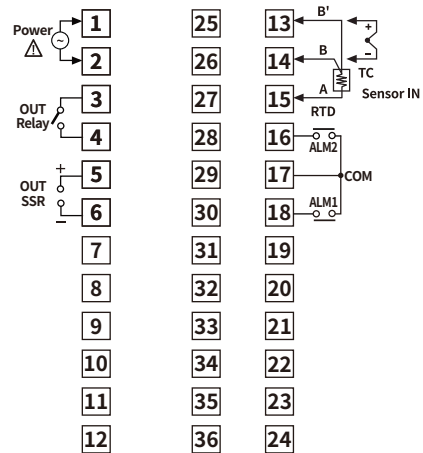 Power
~
1 25 13
B'
+
2 26 14
B
-
TC
Sensor IN
3 27 15
A
RTD
OUT
Relay
4 28 16
ALM2
+
5 29 17
COM
OUT
SSR
6 30 18
ALM1
-
7 31 19
8 32 20
9 33 21
10 34 22
11 35 23
12 36 24